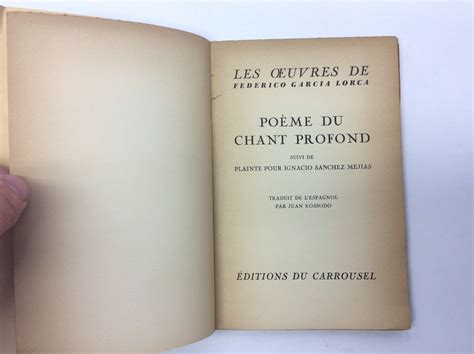 LES ŒUVRES DE
FEDERICO GARCIA LORCA
POÈME DU
CHANT PROFOND
SUIVI DE
PLAINTE POUR IGNACIO SANCHEZ MEJIAS
TRADUIT DE L'ESPAGNOL
PAR JUAN KOSSODO
ÉDITIONS DU CARROUSEL